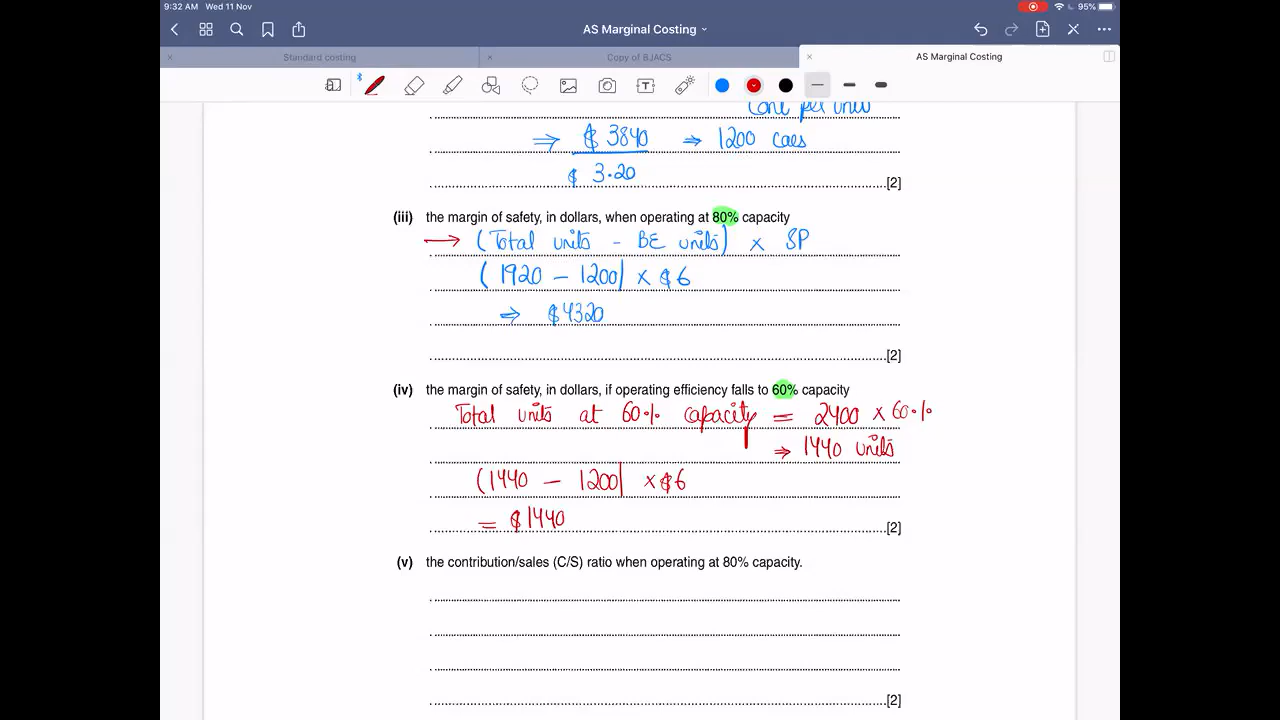 9:32 AM Wed 11 Nov
95%
AS Marginal Costing
Standard costing
Copy of BJACS
AS Marginal Costing
Cont per unit
⇒ $ 3840 ⇒ 1200 caes
$ 3.20
[2]
(iii) the margin of safety, in dollars, when operating at 80% capacity
→ (Total units - BE units) × SP
(1920 - 1200) × $6
⇒ $4320
[2]
(iv) the margin of safety, in dollars, if operating efficiency falls to 60% capacity
Total units at 60% capacity = 2400 × 60%
⇒ 1440 units
(1440 - 1200) × $6
= $1440
[2]
(v) the contribution/sales (C/S) ratio when operating at 80% capacity.
[2]